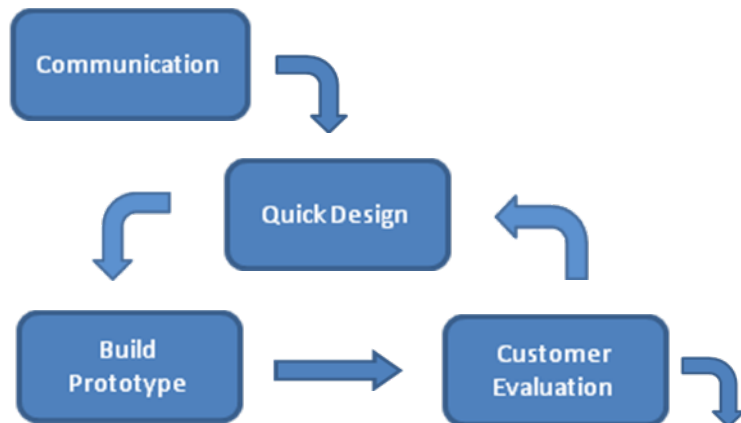 Communication
Quick Design
Build
Prototype
Customer
Evaluation